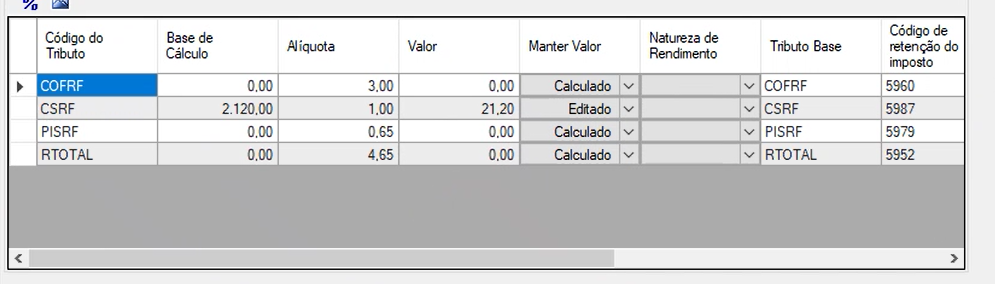 %
Código do Tributo Base de Cálculo Alíquota Valor Manter Valor Natureza de Rendimento Tributo Base Código de retenção do imposto
COFRF 0,00 3,00 0,00 Calculado COFRF 5960
CSRF 2.120,00 1,00 21,20 Editado CSRF 5987
PISRF 0,00 0,65 0,00 Calculado PISRF 5979
RTOTAL 0,00 4,65 0,00 Calculado RTOTAL 5952